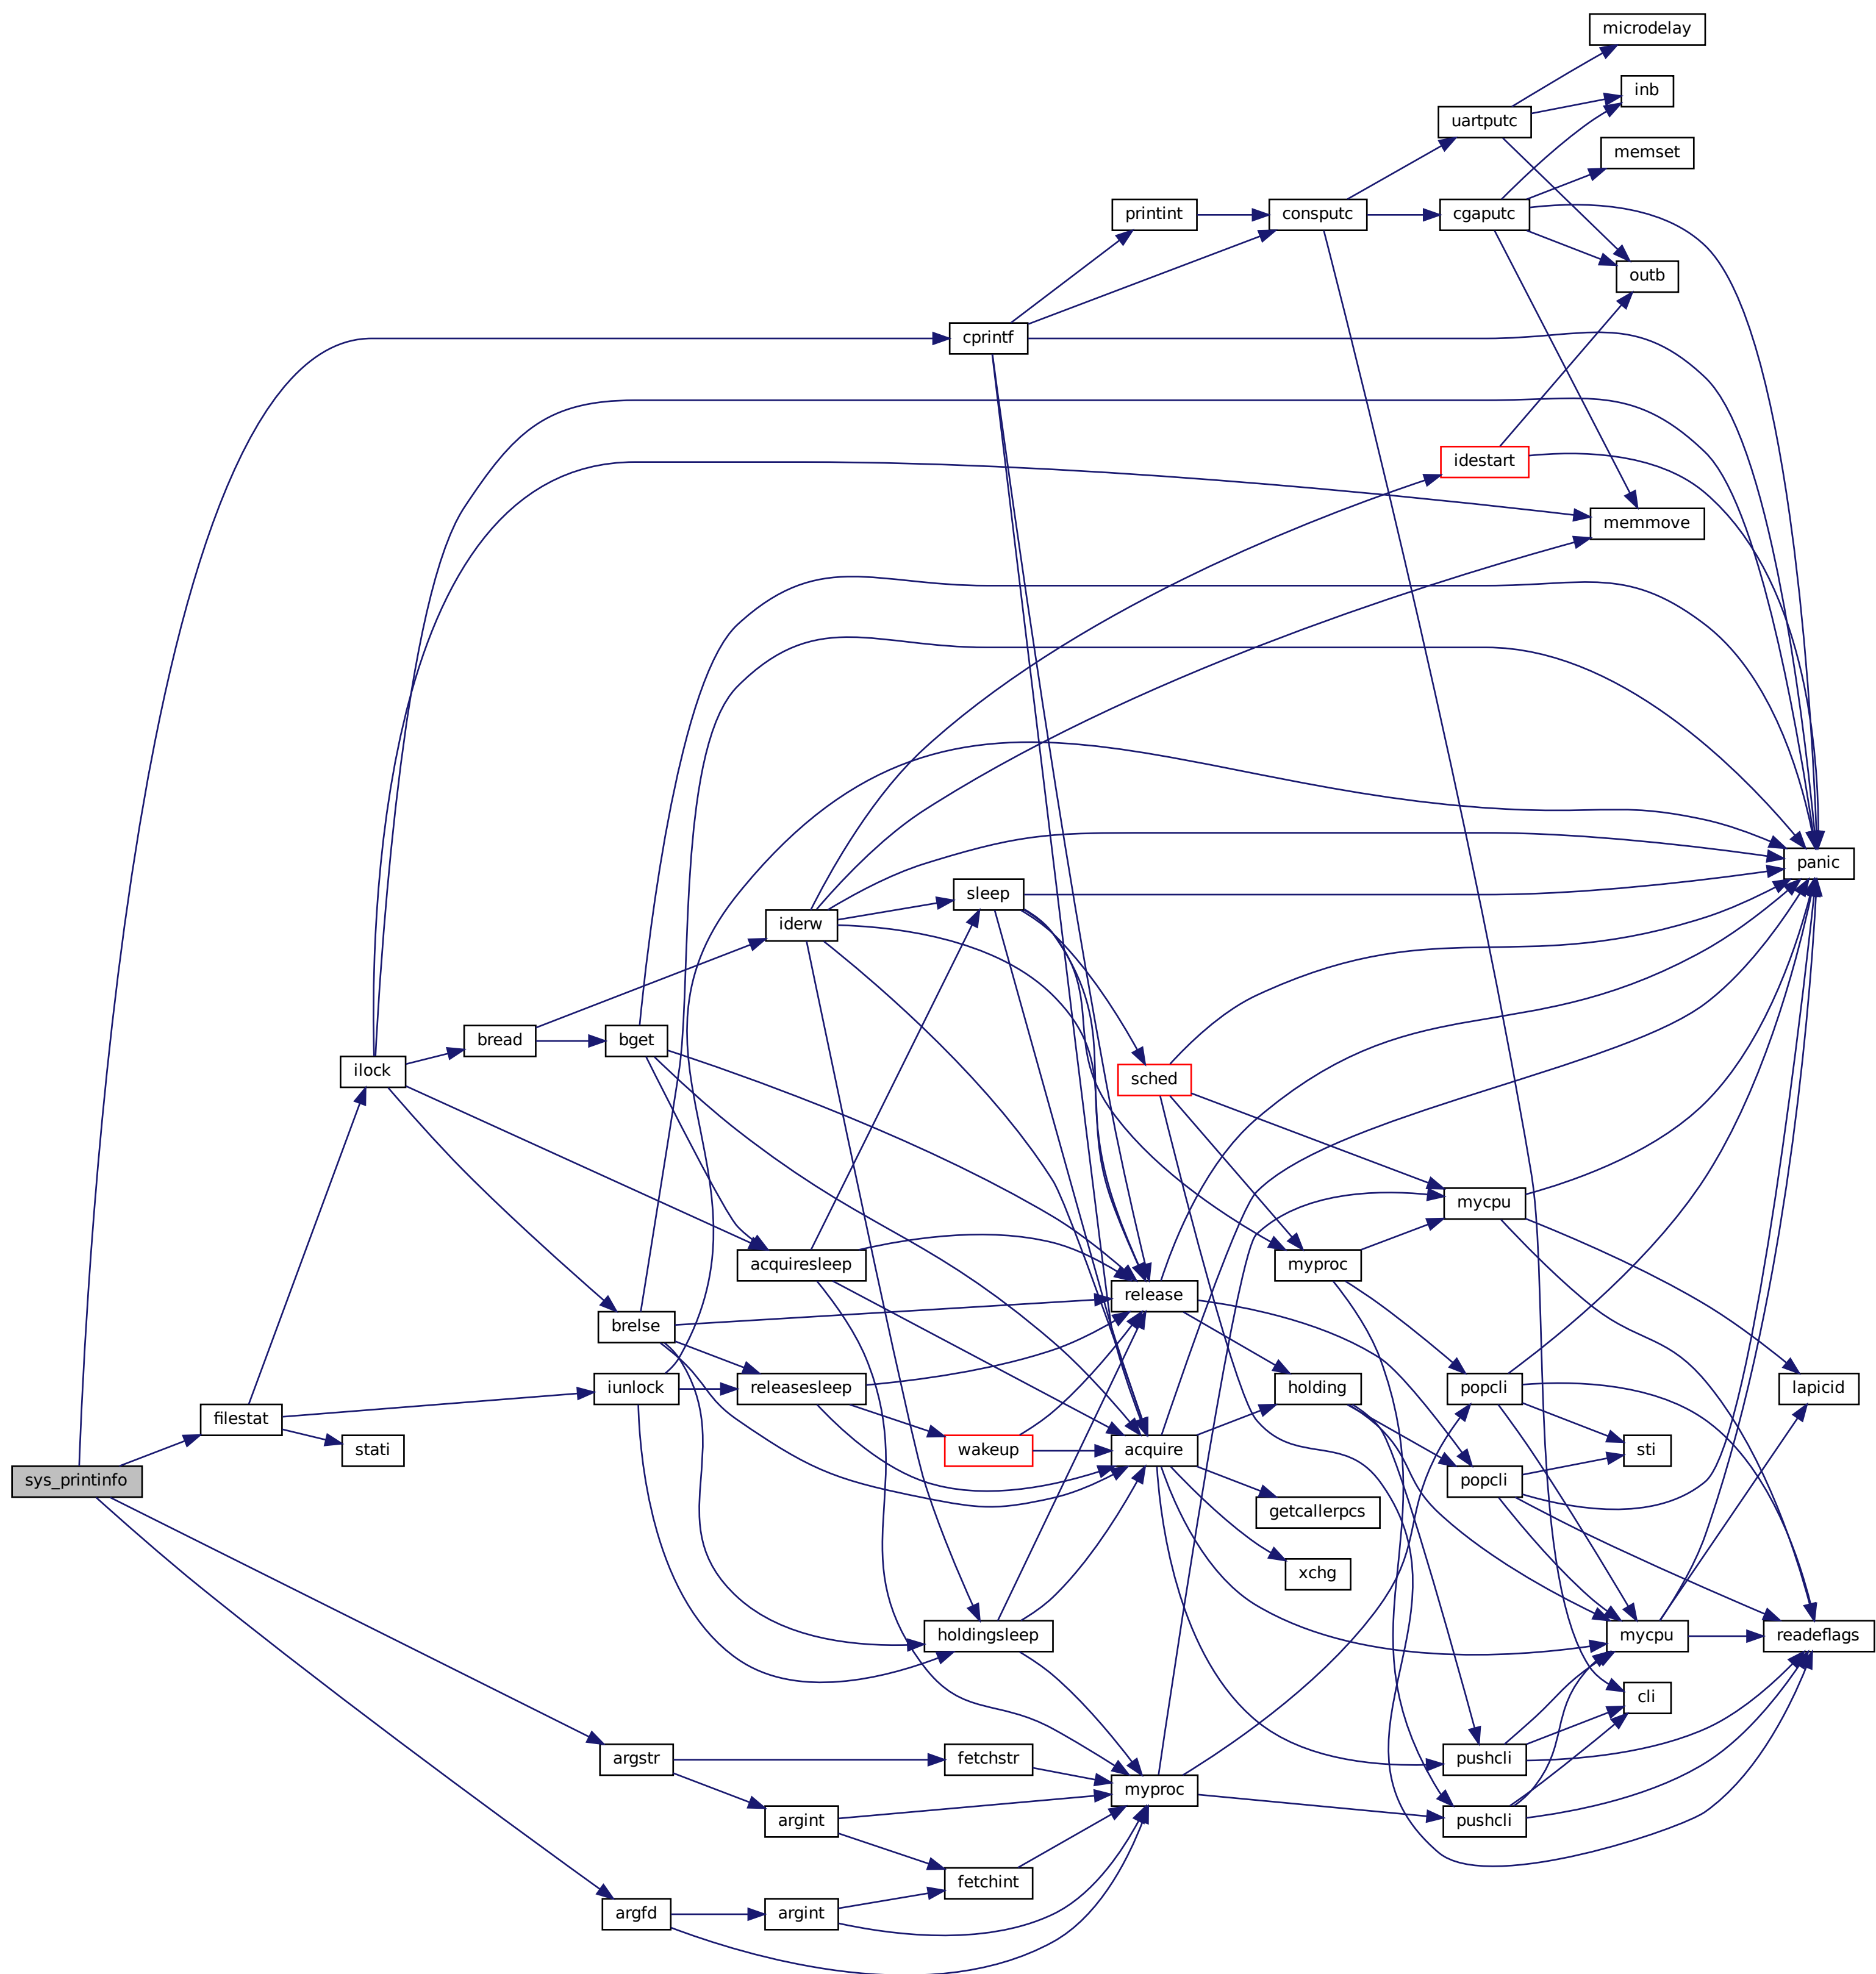 microdelay
inb
uartputc
memset
printint
consputc
cgaputc
outb
cprintf
idestart
memmove
panic
sleep
iderw
bread
bget
ilock
sched
mycpu
acquiresleep
myproc
release
brelse
iunlock
releasesleep
holding
popcli
lapicid
filestat
stati
wakeup
acquire
sti
sys_printinfo
popcli
getcallerpcs
xchg
holdingsleep
mycpu
readeflags
cli
argstr
fetchstr
pushcli
myproc
argint
pushcli
fetchint
argfd
argint